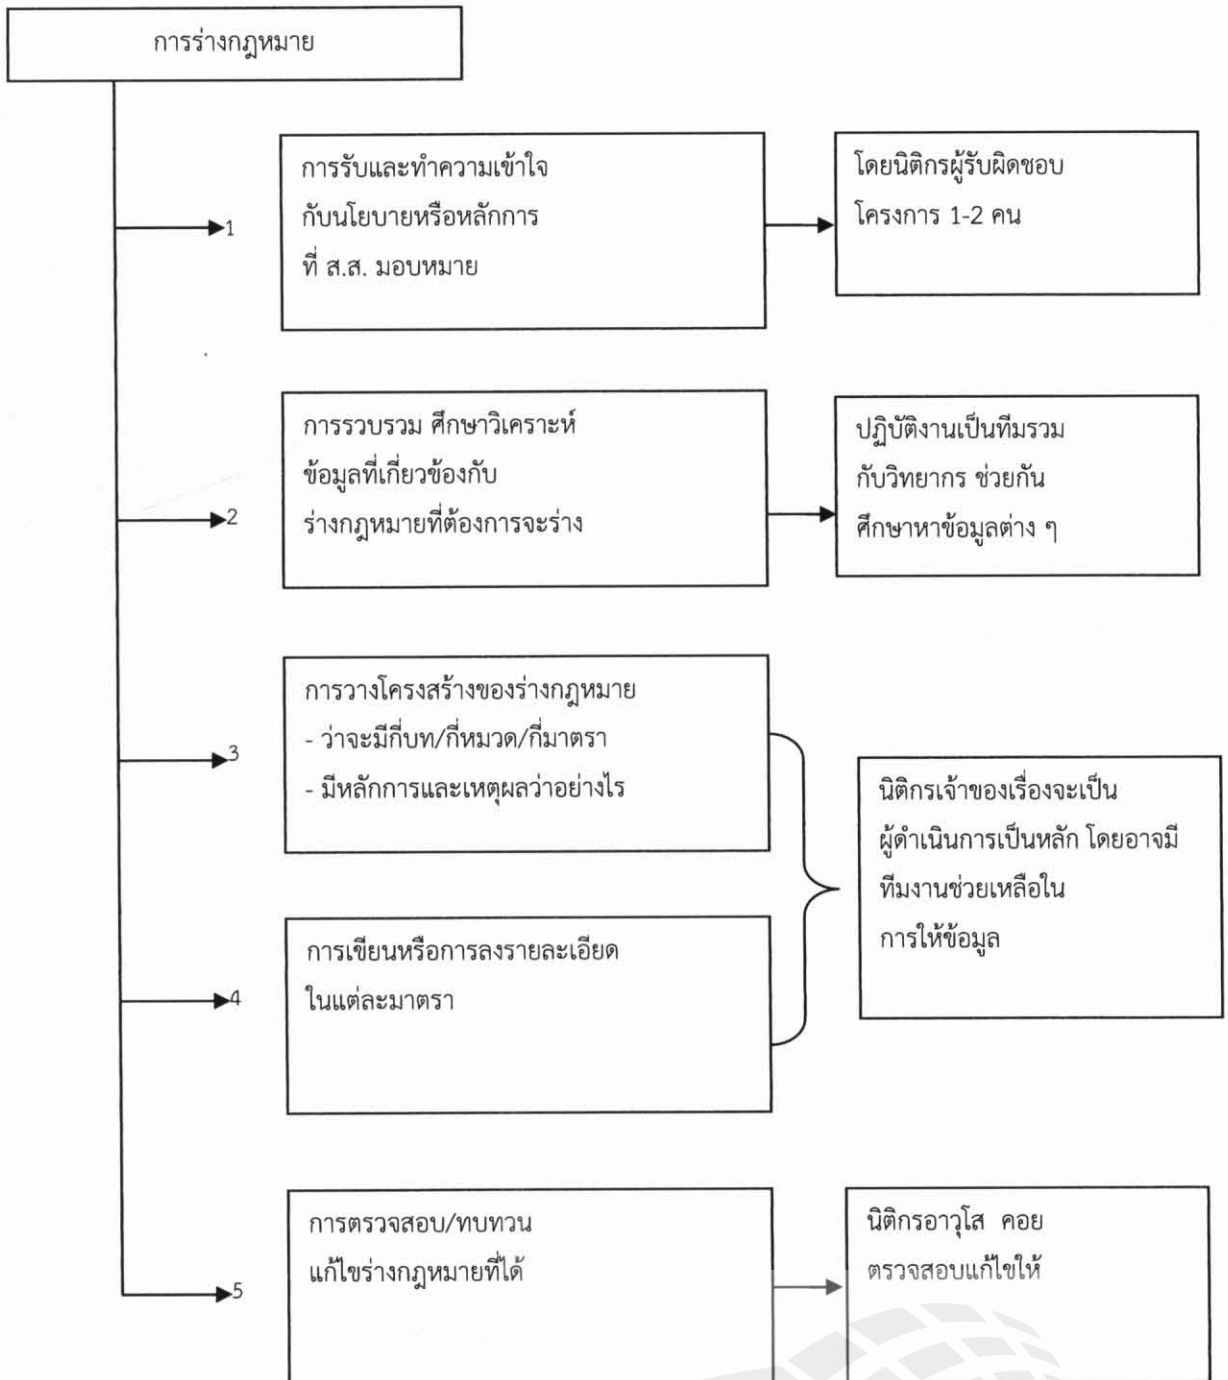 การร่างกฎหมาย
1
การรับและทำความเข้าใจ
กับนโยบายหรือหลักการ
ที่ ส.ส. มอบหมาย
โดยนิติกรผู้รับผิดชอบ
โครงการ 1-2 คน
2
การรวบรวม ศึกษาวิเคราะห์
ข้อมูลที่เกี่ยวข้องกับ
ร่างกฎหมายที่ต้องการจะร่าง
ปฏิบัติงานเป็นทีมรวม
กับวิทยากร ช่วยกัน
ศึกษาหาข้อมูลต่าง ๆ
3
การวางโครงสร้างของร่างกฎหมาย
- ว่าจะมีกี่บท/กี่หมวด/กี่มาตรา
- มีหลักการและเหตุผลว่าอย่างไร
4
การเขียนหรือการลงรายละเอียด
ในแต่ละมาตรา
นิติกรเจ้าของเรื่องจะเป็น
ผู้ดำเนินการเป็นหลัก โดยอาจมี
ทีมงานช่วยเหลือใน
การให้ข้อมูล
5
การตรวจสอบ/ทบทวน
แก้ไขร่างกฎหมายที่ได้
นิติกรอาวุโส คอย
ตรวจสอบแก้ไขให้